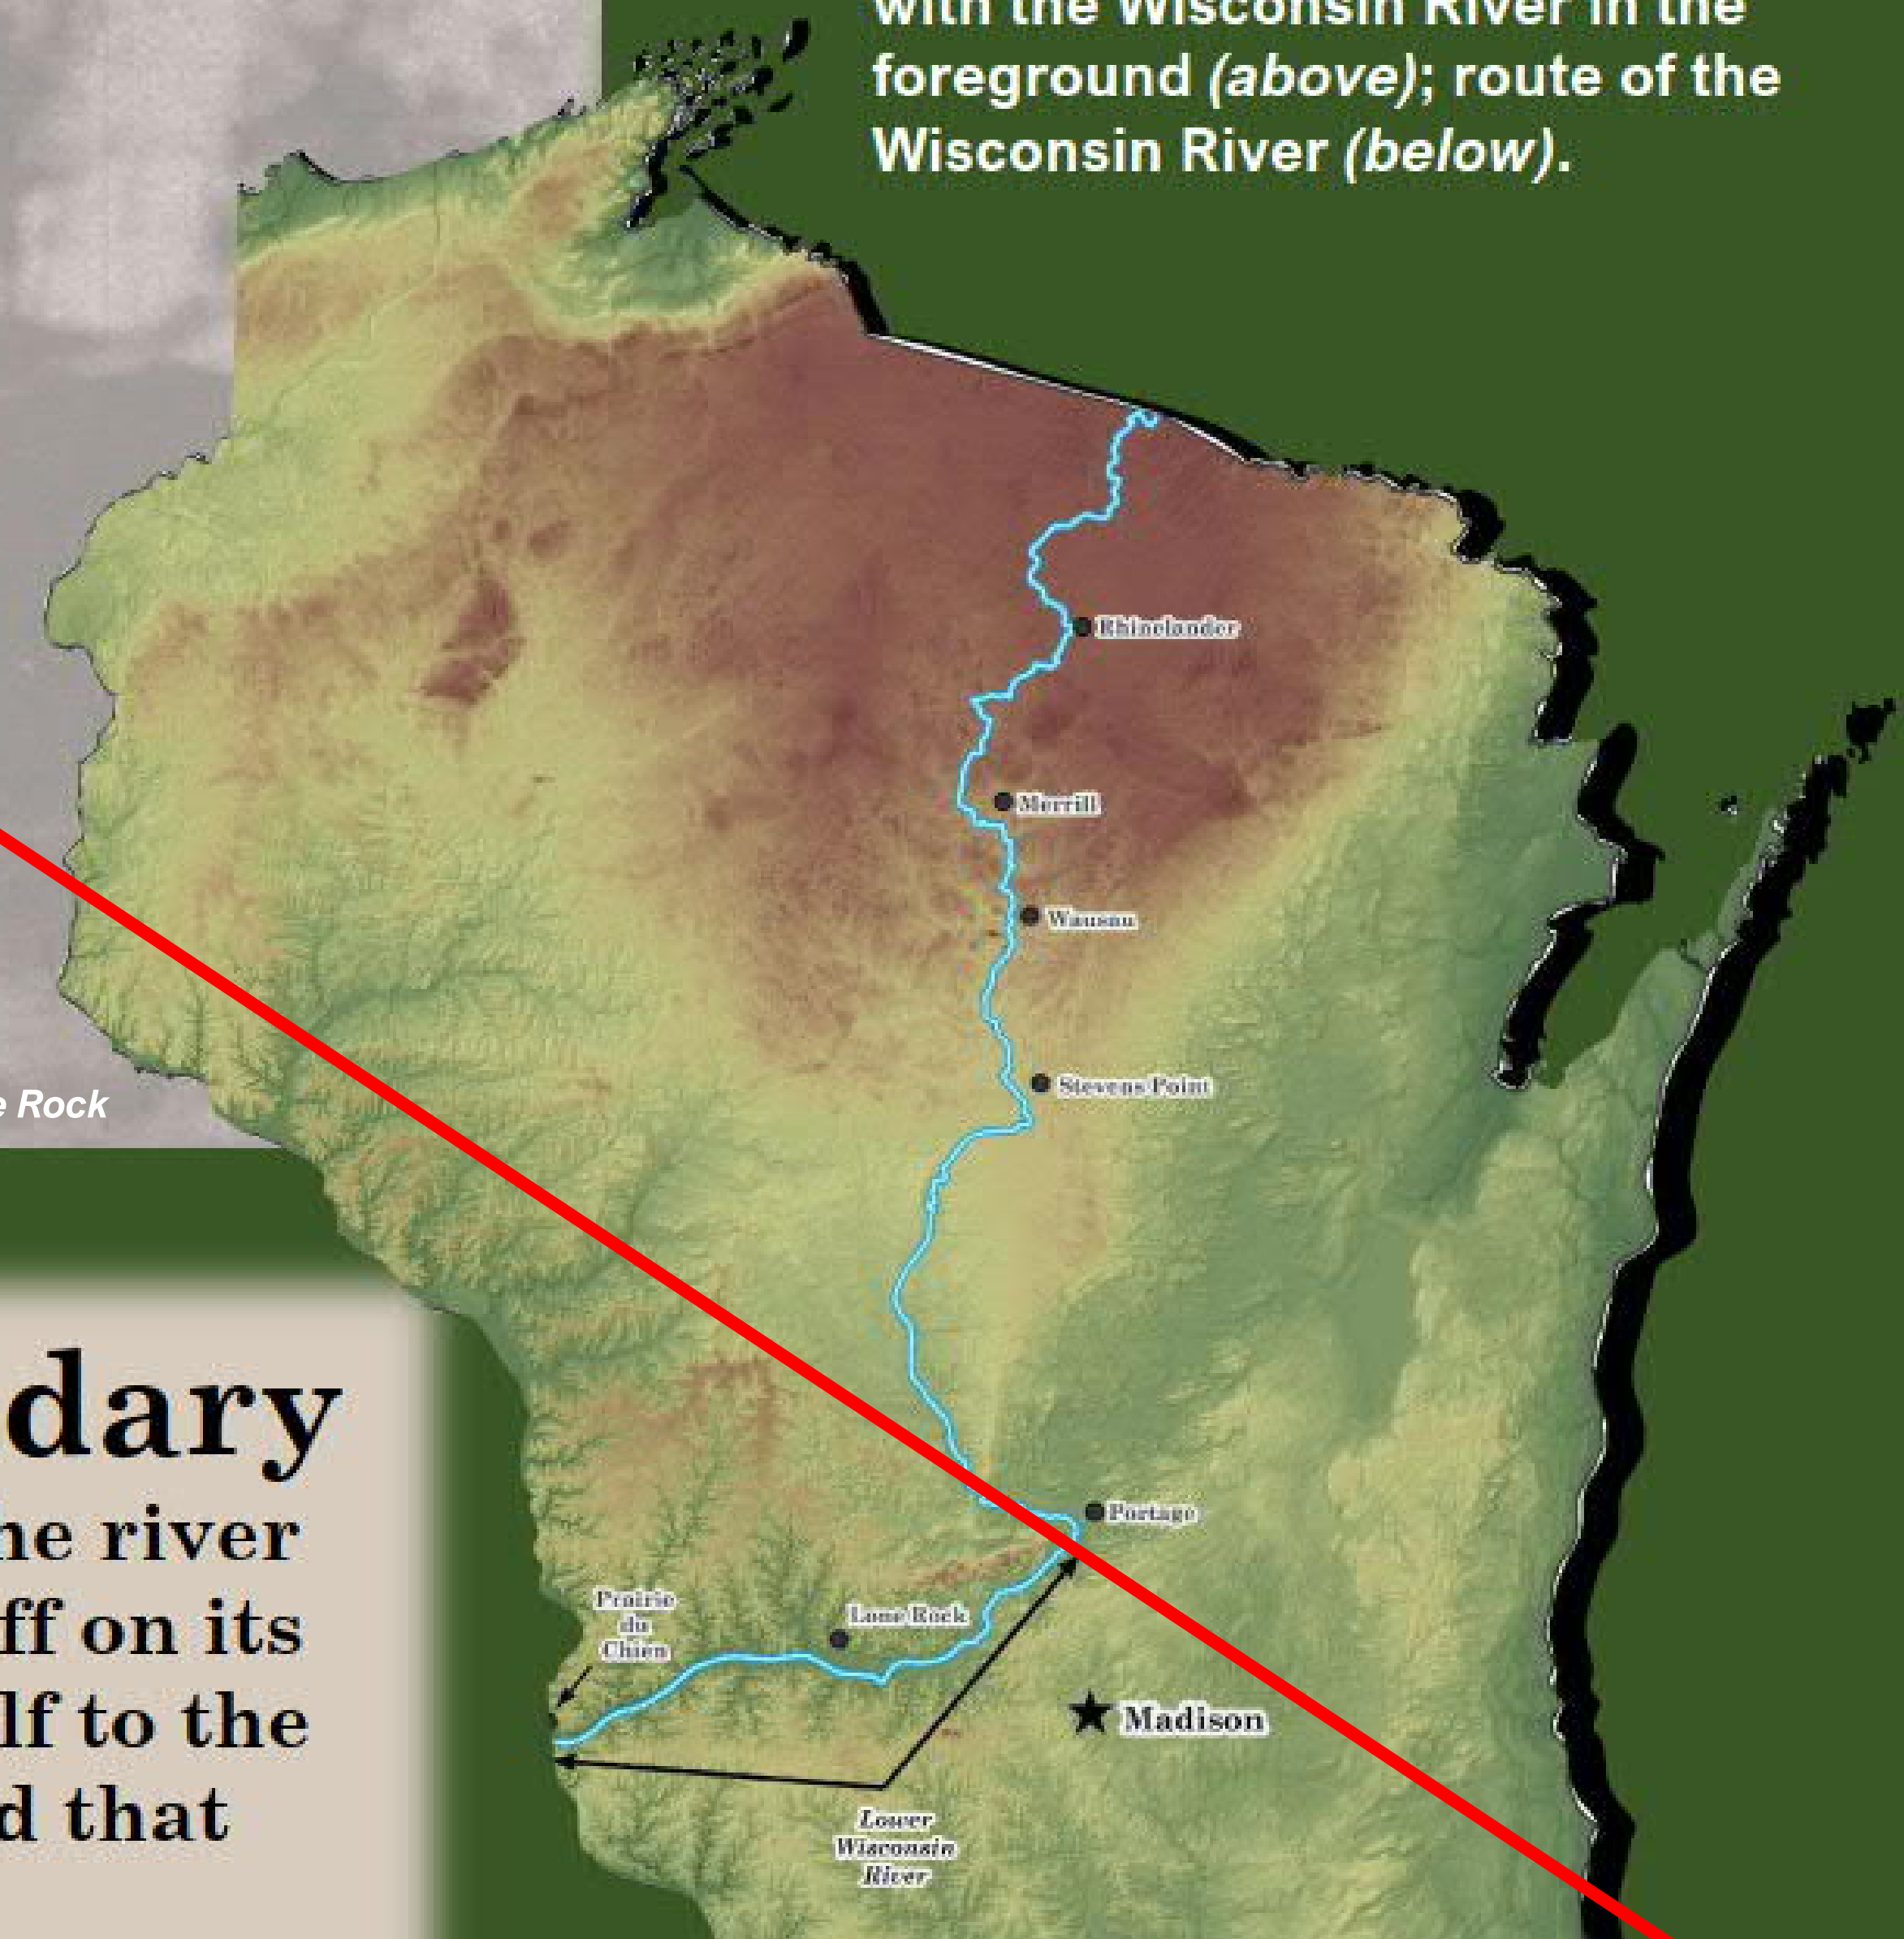 with the Wisconsin River in the
foreground (above); route of the
Wisconsin River (below).
Rhinelander
Merrill
Wausau
Stevens Point
e Rock
dary
ne river
ff on its
lf to the
d that
Portage
Prairie
du
Chien
Lone Rock
Madison
Lower
Wisconsin
River